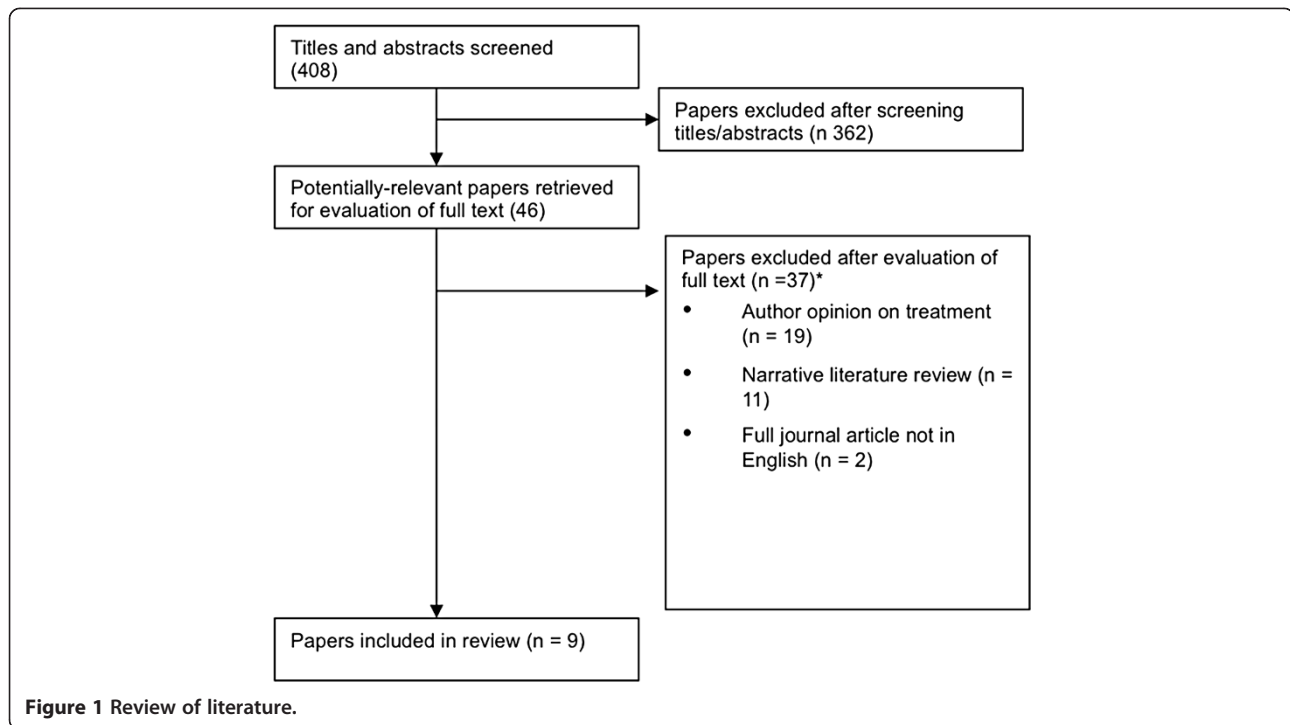 Titles and abstracts screened
(408)
Papers excluded after screening
titles/abstracts (n 362)
Potentially-relevant papers retrieved
for evaluation of full text (46)
Papers excluded after evaluation of
full text (n =37)*
• Author opinion on treatment
(n = 19)
• Narrative literature review (n =
11)
• Full journal article not in
English (n = 2)
Papers included in review (n = 9)
Figure 1 Review of literature.